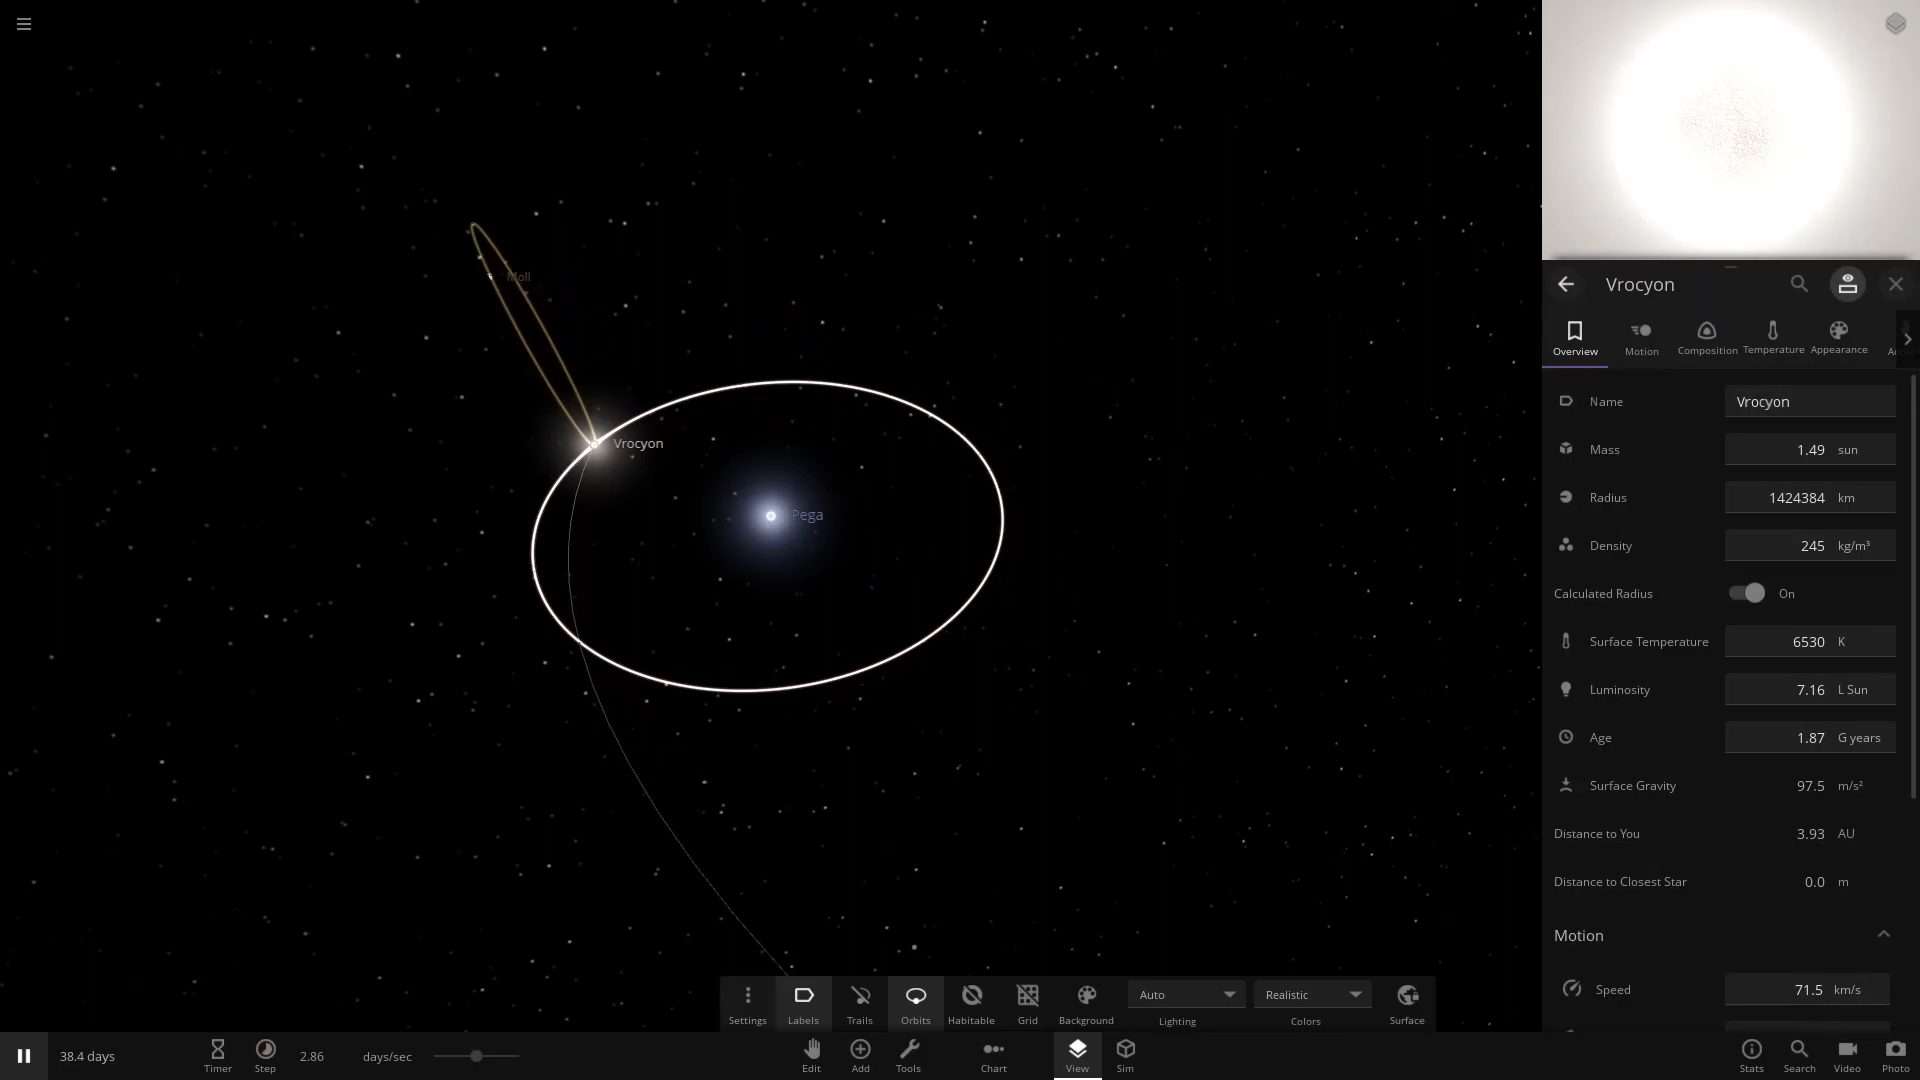 Moll
Vrocyon
Pega
Vrocyon
Overview
Motion
Composition
Temperature
Appearance
Name
Vrocyon
Mass
1.49 sun
Radius
1424384 km
Density
245 kg/m³
Calculated Radius
On
Surface Temperature
6530 K
Luminosity
7.16 L Sun
Age
1.87 G years
Surface Gravity
97.5 m/s²
Distance to You
3.93 AU
Distance to Closest Star
0.0 m
Motion
Speed
71.5 km/s
Settings
Labels
Trails
Orbits
Habitable
Grid
Background
Auto
Lighting
Realistic
Colors
Surface
38.4 days
Timer
Step
2.86 days/sec
Edit
Add
Tools
Chart
View
Sim
Stats
Search
Video
Photo